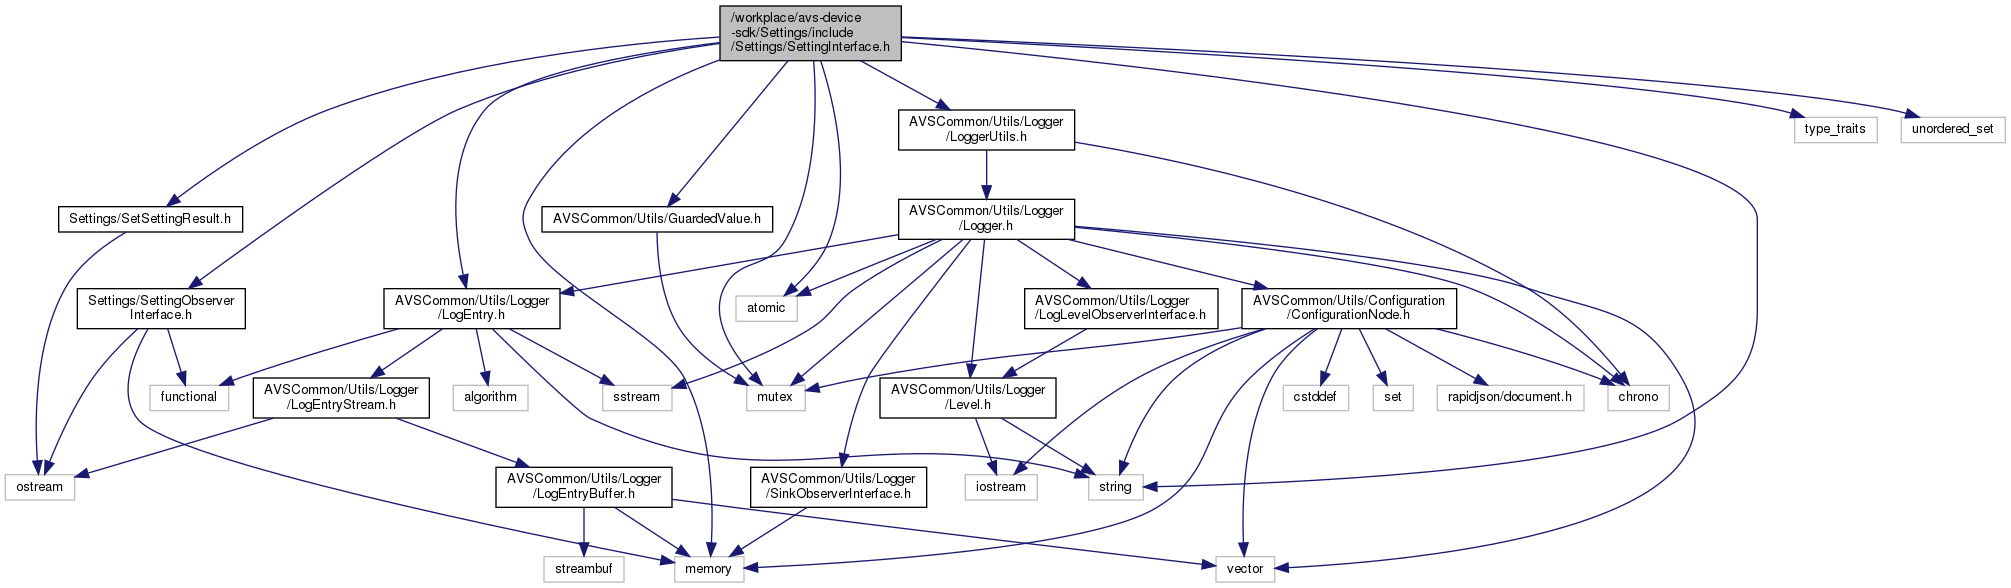 /workplace/avs-device
-sdk/Settings/include
/Settings/SettingInterface.h
AVSCommon/Utils/Logger
/LoggerUtils.h
type_traits
unordered_set
Settings/SetSettingResult.h
AVSCommon/Utils/GuardedValue.h
AVSCommon/Utils/Logger
/Logger.h
Settings/SettingObserver
Interface.h
AVSCommon/Utils/Logger
/LogEntry.h
atomic
AVSCommon/Utils/Logger
/LogLevelObserverInterface.h
AVSCommon/Utils/Configuration
/ConfigurationNode.h
functional
AVSCommon/Utils/Logger
/LogEntryStream.h
algorithm
sstream
mutex
AVSCommon/Utils/Logger
/Level.h
cstddef
set
rapidjson/document.h
chrono
ostream
AVSCommon/Utils/Logger
/LogEntryBuffer.h
AVSCommon/Utils/Logger
/SinkObserverInterface.h
iostream
string
streambuf
memory
vector